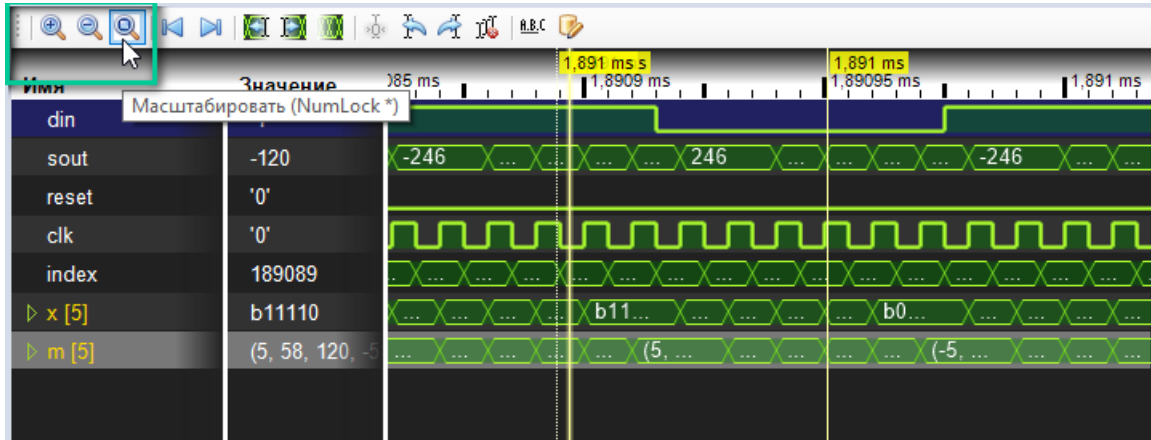 A.B.C
1,891 ms s 1,891 ms
Имя Значение 085 ms 1,8909 ms 1,89095 ms 1,891 ms
Масштабировать (NumLock *)
din
sout -120 -246 ... ... ... ... 246 ... ... ... ... -246 ... ...
reset '0'
clk '0'
index 189089 ... ... ... ... ... ... ... ... ... ... ... ... ... ... ...
x [5] b11110 ... ... ... ... b11... ... ... ... ... b0... ... ... ...
m [5] (5, 58, 120, -5 ... ... ... ... ... (5, ... ... ... ... ... (-5, ... ... ... ...